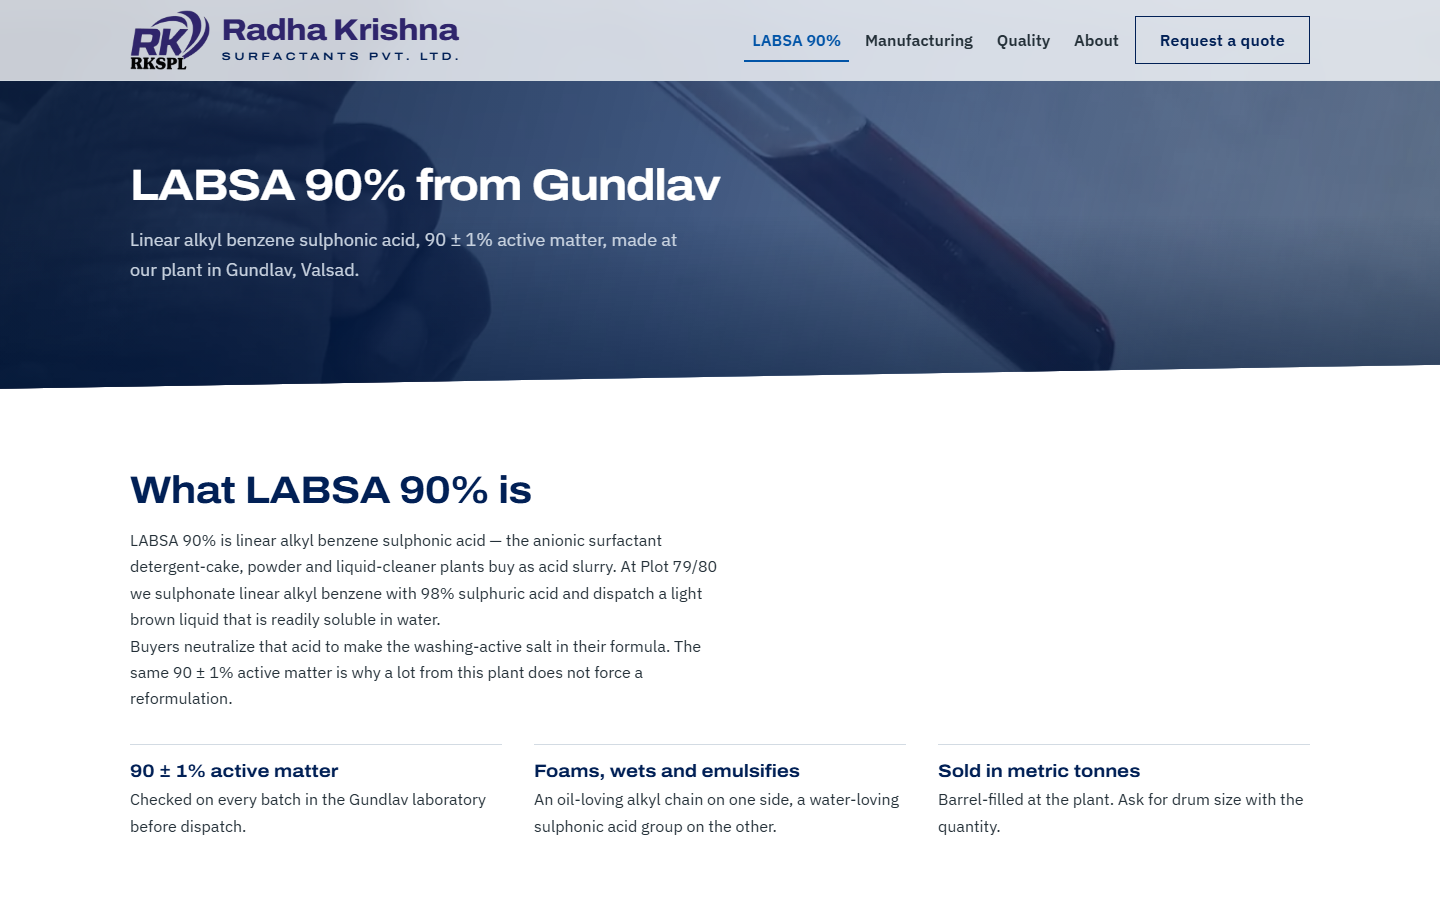 RK
RKSPL
Radha Krishna
SURFACTANTS PVT. LTD.
LABSA 90%
Manufacturing
Quality
About
Request a quote
LABSA 90% from Gundlav
Linear alkyl benzene sulphonic acid, 90 ± 1% active matter, made at
our plant in Gundlav, Valsad.
What LABSA 90% is
LABSA 90% is linear alkyl benzene sulphonic acid — the anionic surfactant
detergent-cake, powder and liquid-cleaner plants buy as acid slurry. At Plot 79/80
we sulphonate linear alkyl benzene with 98% sulphuric acid and dispatch a light
brown liquid that is readily soluble in water.
Buyers neutralize that acid to make the washing-active salt in their formula. The
same 90 ± 1% active matter is why a lot from this plant does not force a
reformulation.
90 ± 1% active matter
Checked on every batch in the Gundlav laboratory
before dispatch.
Foams, wets and emulsifies
An oil-loving alkyl chain on one side, a water-loving
sulphonic acid group on the other.
Sold in metric tonnes
Barrel-filled at the plant. Ask for drum size with the
quantity.